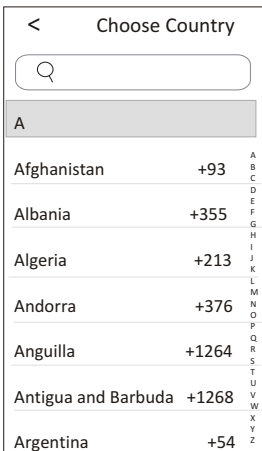 < Choose Country
A
Afghanistan +93
Albania +355
Algeria +213
Andorra +376
Anguilla +1264
Antigua and Barbuda +1268
Argentina +54
A
B
C
D
E
F
G
H
I
J
K
L
M
N
O
P
Q
R
S
T
U
V
W
X
Y
Z